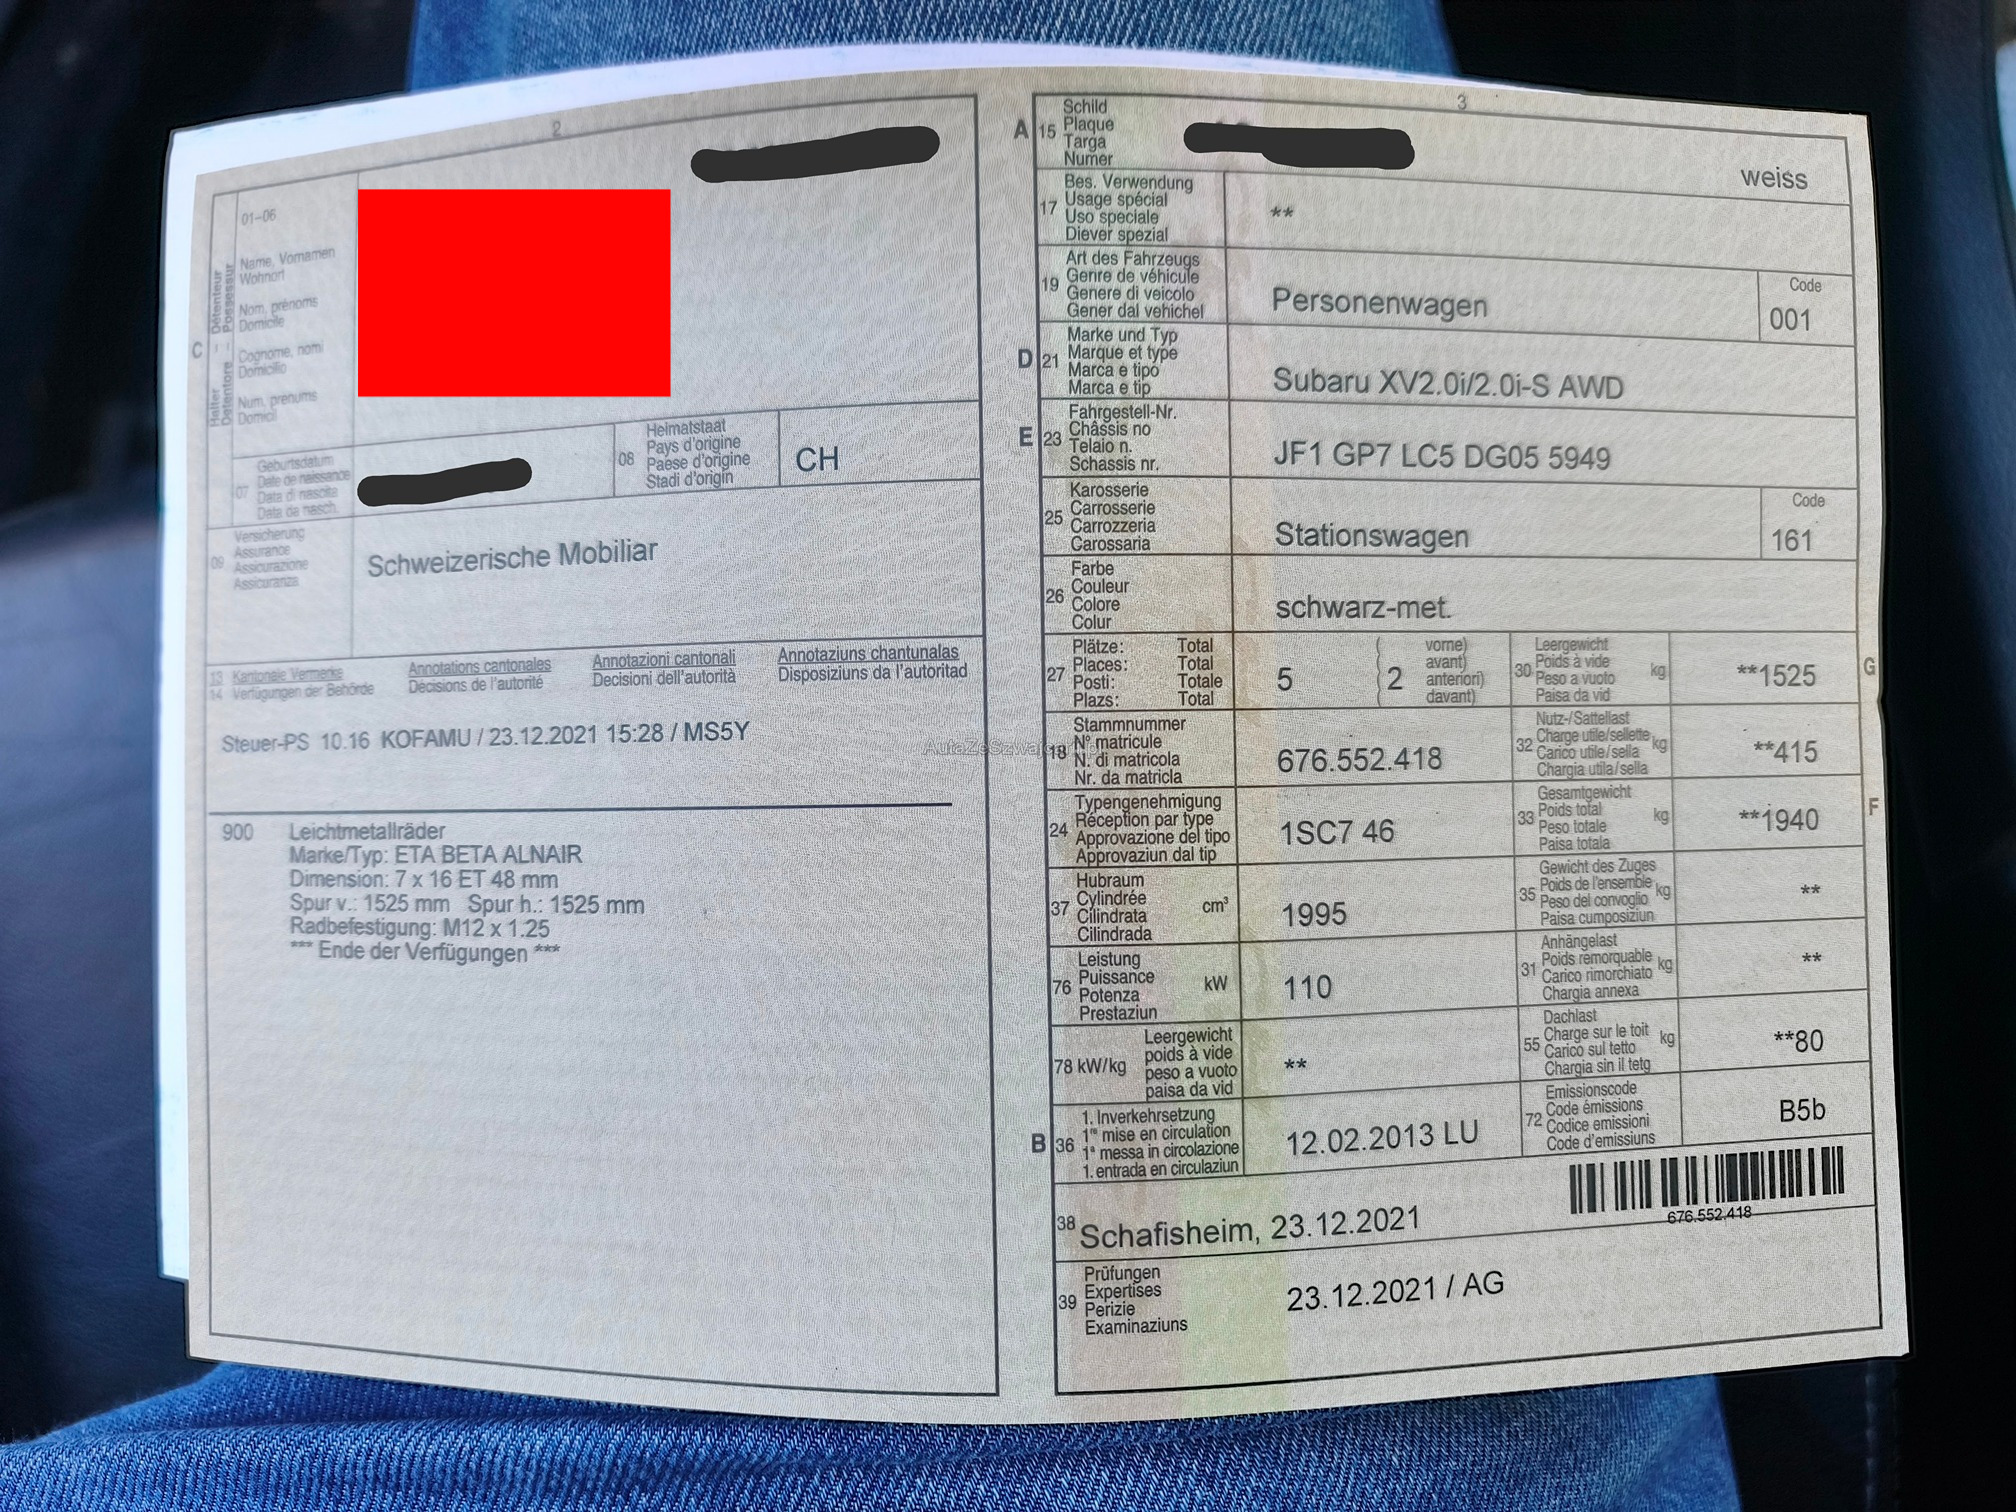 2
01–06
Name, Vornamen
Wohnort
Nom, prénoms
Domicile
Cognome, nomi
Domicilio
Num, prenums
Domicil
C
Halter – Détenteur
Detentore – Possessur
07
Geburtsdatum
Date de naissance
Data di nascita
Data da nasch.
08
Heimatstaat
Pays d'origine
Paese d'origine
Stadi d'origin
CH
09
Versicherung
Assurance
Assicurazione
Assicuranza
Schweizerische Mobiliar
13 Kantonale Vermerke
14 Verfügungen der Behörde
Annotations cantonales
Décisions de l'autorité
Annotazioni cantonali
Decisioni dell'autorità
Annotaziuns chantunalas
Disposiziuns da l'autoritad
Steuer-PS 10.16 KOFAMU / 23.12.2021 15:28 / MS5Y
900 Leichtmetallräder
Marke/Typ: ETA BETA ALNAIR
Dimension: 7 x 16 ET 48 mm
Spur v.: 1525 mm Spur h.: 1525 mm
Radbefestigung: M12 x 1.25
*** Ende der Verfügungen ***
3
A 15
Schild
Plaque
Targa
Numer
weiss
17
Bes. Verwendung
Usage spécial
Uso speciale
Diever spezial
**
19
Art des Fahrzeugs
Genre de véhicule
Genere di veicolo
Gener dal vehichel
Personenwagen
Code
001
D 21
Marke und Typ
Marque et type
Marca e tipo
Marca e tip
Subaru XV2.0i/2.0i-S AWD
E 23
Fahrgestell-Nr.
Châssis no
Telaio n.
Schassis nr.
JF1 GP7 LC5 DG05 5949
25
Karosserie
Carrosserie
Carrozzeria
Carossaria
Stationswagen
Code
161
26
Farbe
Couleur
Colore
Colur
schwarz-met.
27
Plätze: Total
Places: Total
Posti: Totale
Plazs: Total
5
( 2
vorne)
avant)
anteriori)
davant)
30
Leergewicht
Poids à vide
Peso a vuoto
Paisa da vid
kg
**1525
G
18
Stammnummer
N° matricule
N. di matricola
Nr. da matricla
676.552.418
32
Nutz-/Sattellast
Charge utile/sellette
Carico utile/sella
Chargia utila/sella
kg
**415
24
Typengenehmigung
Réception par type
Approvazione del tipo
Approvaziun dal tip
1SC7 46
33
Gesamtgewicht
Poids total
Peso totale
Paisa totala
kg
**1940
F
37
Hubraum
Cylindrée
Cilindrata
Cilindrada
cm³
1995
35
Gewicht des Zuges
Poids de l'ensemble
Peso del convoglio
Paisa cumposiziun
kg
**
76
Leistung
Puissance
Potenza
Prestaziun
kW
110
31
Anhängelast
Poids remorquable
Carico rimorchiato
Chargia annexa
kg
**
78 kW/kg
Leergewicht
poids à vide
peso a vuoto
paisa da vid
**
55
Dachlast
Charge sur le toit
Carico sul tetto
Chargia sin il tetg
kg
**80
B 36
1. Inverkehrsetzung
1re mise en circulation
1a messa in circolazione
1. entrada en circulaziun
12.02.2013 LU
72
Emissionscode
Code émissions
Codice emissioni
Code d'emissiuns
B5b
676.552.418
38 Schafisheim, 23.12.2021
39
Prüfungen
Expertises
Perizie
Examinaziuns
23.12.2021 / AG